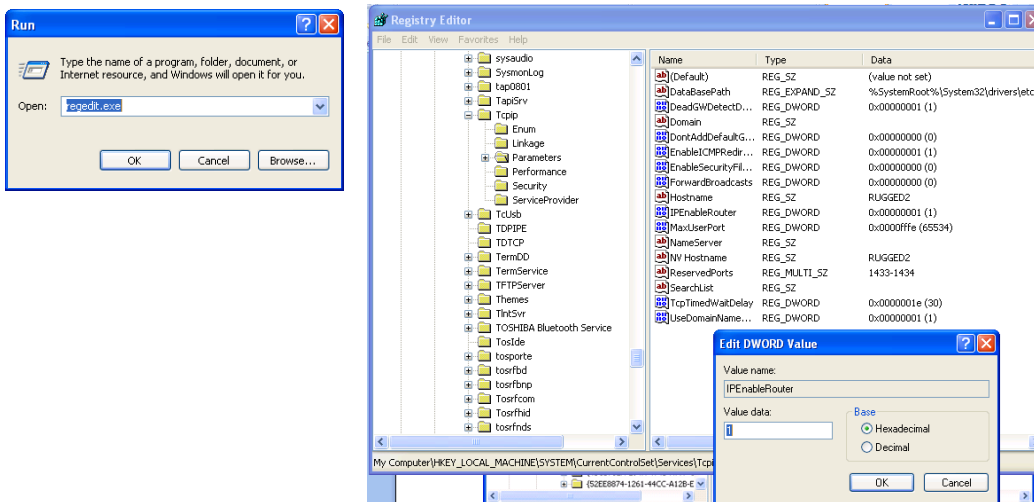 Run
Type the name of a program, folder, document, or
Internet resource, and Windows will open it for you.
Open: regedit.exe
OK Cancel Browse...
Registry Editor
File Edit View Favorites Help
sysaudio
SysmonLog
tap0801
TapiSrv
Tcpip
Enum
Linkage
Parameters
Performance
Security
ServiceProvider
TcUsb
TDPIPE
TDTCP
TermDD
TermService
TFTPServer
Themes
TlntSvr
TOSHIBA Bluetooth Service
TosIde
tosporte
tosrfbd
tosrfbnp
Tosrfcom
Tosrfhid
tosrfnds
Name Type Data
(Default) REG_SZ (value not set)
DataBasePath REG_EXPAND_SZ %SystemRoot%\System32\drivers\etc
DeadGWDetectD... REG_DWORD 0x00000001 (1)
Domain REG_SZ
DontAddDefaultG... REG_DWORD 0x00000000 (0)
EnableICMPRedir... REG_DWORD 0x00000001 (1)
EnableSecurityFil... REG_DWORD 0x00000000 (0)
ForwardBroadcasts REG_DWORD 0x00000000 (0)
Hostname REG_SZ RUGGED2
IPEnableRouter REG_DWORD 0x00000001 (1)
MaxUserPort REG_DWORD 0x0000fffe (65534)
NameServer REG_SZ
NV Hostname REG_SZ RUGGED2
ReservedPorts REG_MULTI_SZ 1433-1434
SearchList REG_SZ
TcpTimedWaitDelay REG_DWORD 0x0000001e (30)
UseDomainName... REG_DWORD 0x00000001 (1)
My Computer\HKEY_LOCAL_MACHINE\SYSTEM\CurrentControlSet\Services\Tcpi
{52EE8874-1261-44CC-A12B-E
Edit DWORD Value
Value name:
IPEnableRouter
Value data:
1
Base
Hexadecimal
Decimal
OK Cancel